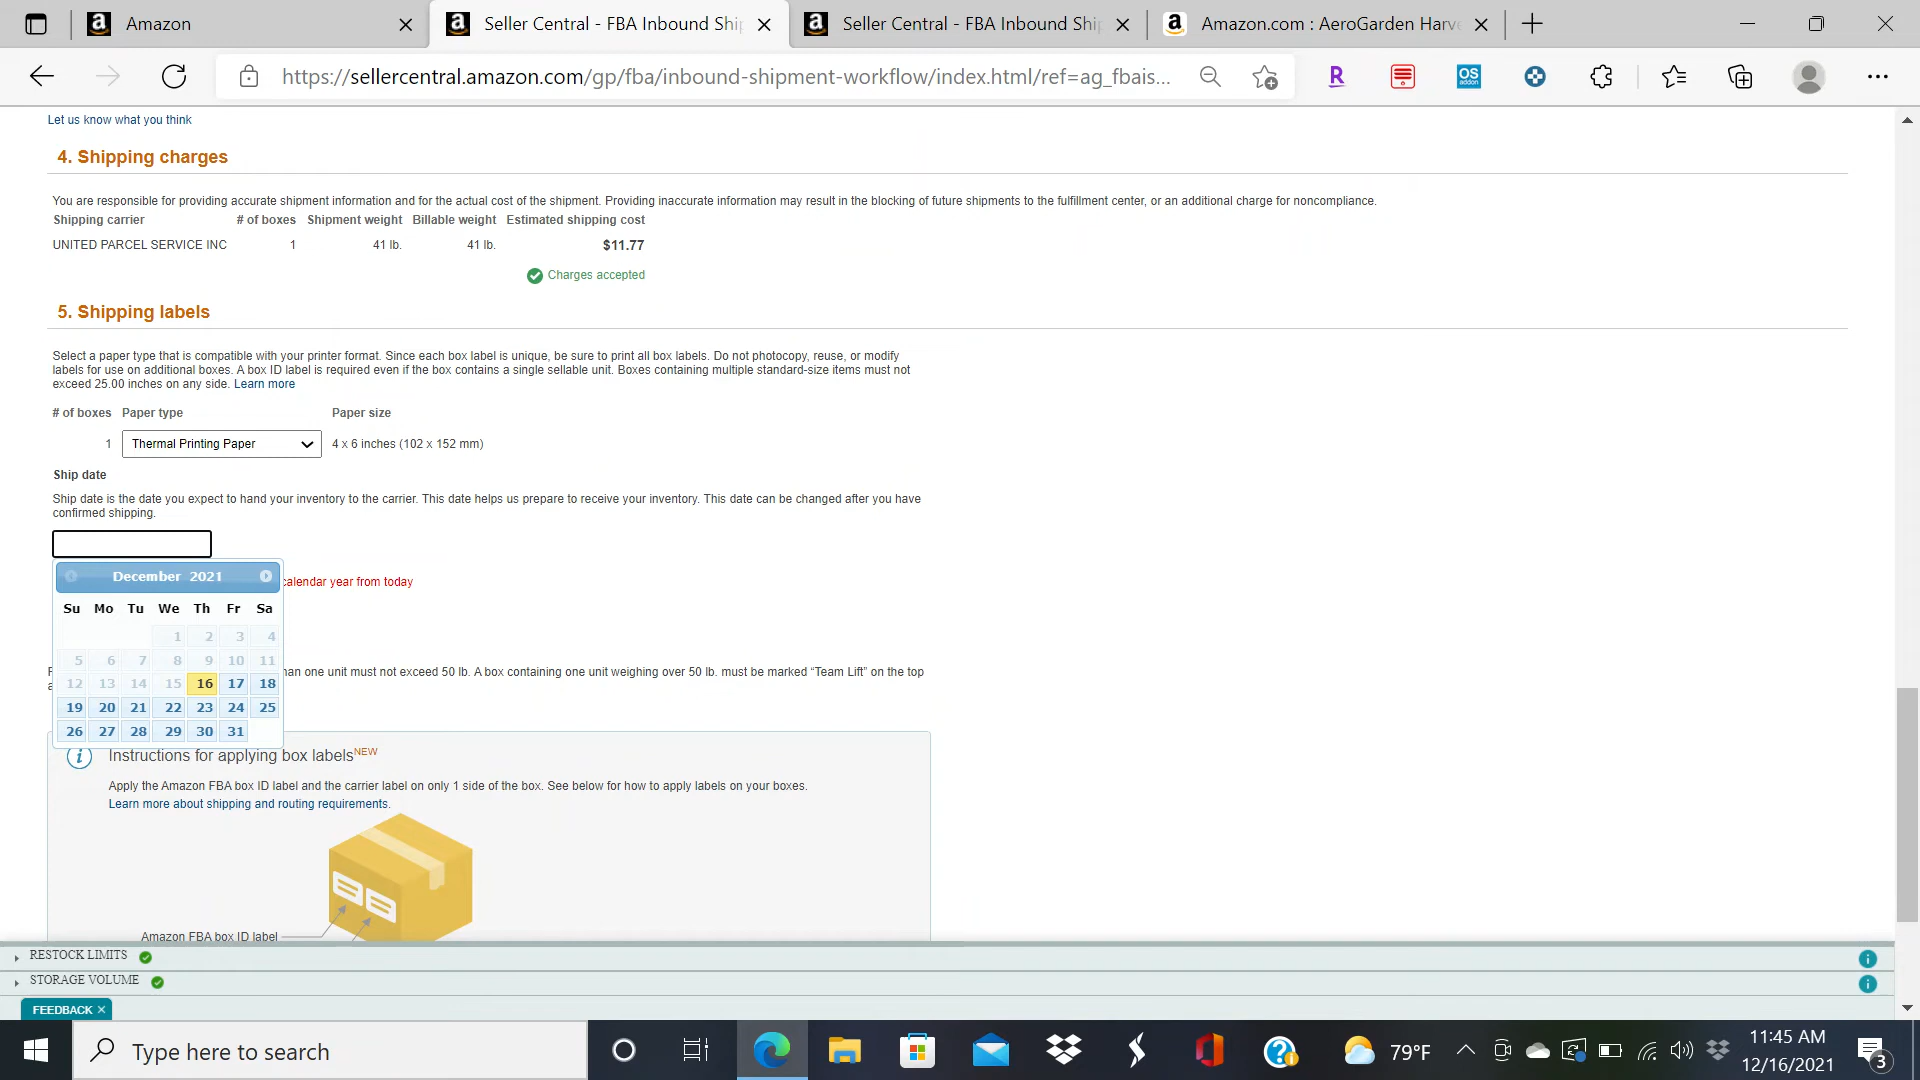 Amazon
Seller Central - FBA Inbound Shi
Seller Central - FBA Inbound Shi
Amazon.com : AeroGarden Harve
https://sellercentral.amazon.com/gp/fba/inbound-shipment-workflow/index.html/ref=ag_fbais...
Let us know what you think
4. Shipping charges
You are responsible for providing accurate shipment information and for the actual cost of the shipment. Providing inaccurate information may result in the blocking of future shipments to the fulfillment center, or an additional charge for noncompliance.
Shipping carrier # of boxes Shipment weight Billable weight Estimated shipping cost
UNITED PARCEL SERVICE INC 1 41 lb. 41 lb. $11.77
Charges accepted
5. Shipping labels
Select a paper type that is compatible with your printer format. Since each box label is unique, be sure to print all box labels. Do not photocopy, reuse, or modify
labels for use on additional boxes. A box ID label is required even if the box contains a single sellable unit. Boxes containing multiple standard-size items must not
exceed 25.00 inches on any side. Learn more
# of boxes Paper type Paper size
1 Thermal Printing Paper 4 x 6 inches (102 x 152 mm)
Ship date
Ship date is the date you expect to hand your inventory to the carrier. This date helps us prepare to receive your inventory. This date can be changed after you have
confirmed shipping.
December 2021
calendar year from today
Su Mo Tu We Th Fr Sa
1 2 3 4
5 6 7 8 9 10 11
12 13 14 15 16 17 18
19 20 21 22 23 24 25
26 27 28 29 30 31
han one unit must not exceed 50 lb. A box containing one unit weighing over 50 lb. must be marked “Team Lift” on the top
Instructions for applying box labels NEW
Apply the Amazon FBA box ID label and the carrier label on only 1 side of the box. See below for how to apply labels on your boxes.
Learn more about shipping and routing requirements.
Amazon FBA box ID label
RESTOCK LIMITS
STORAGE VOLUME
FEEDBACK
Type here to search
79°F
11:45 AM
12/16/2021
3